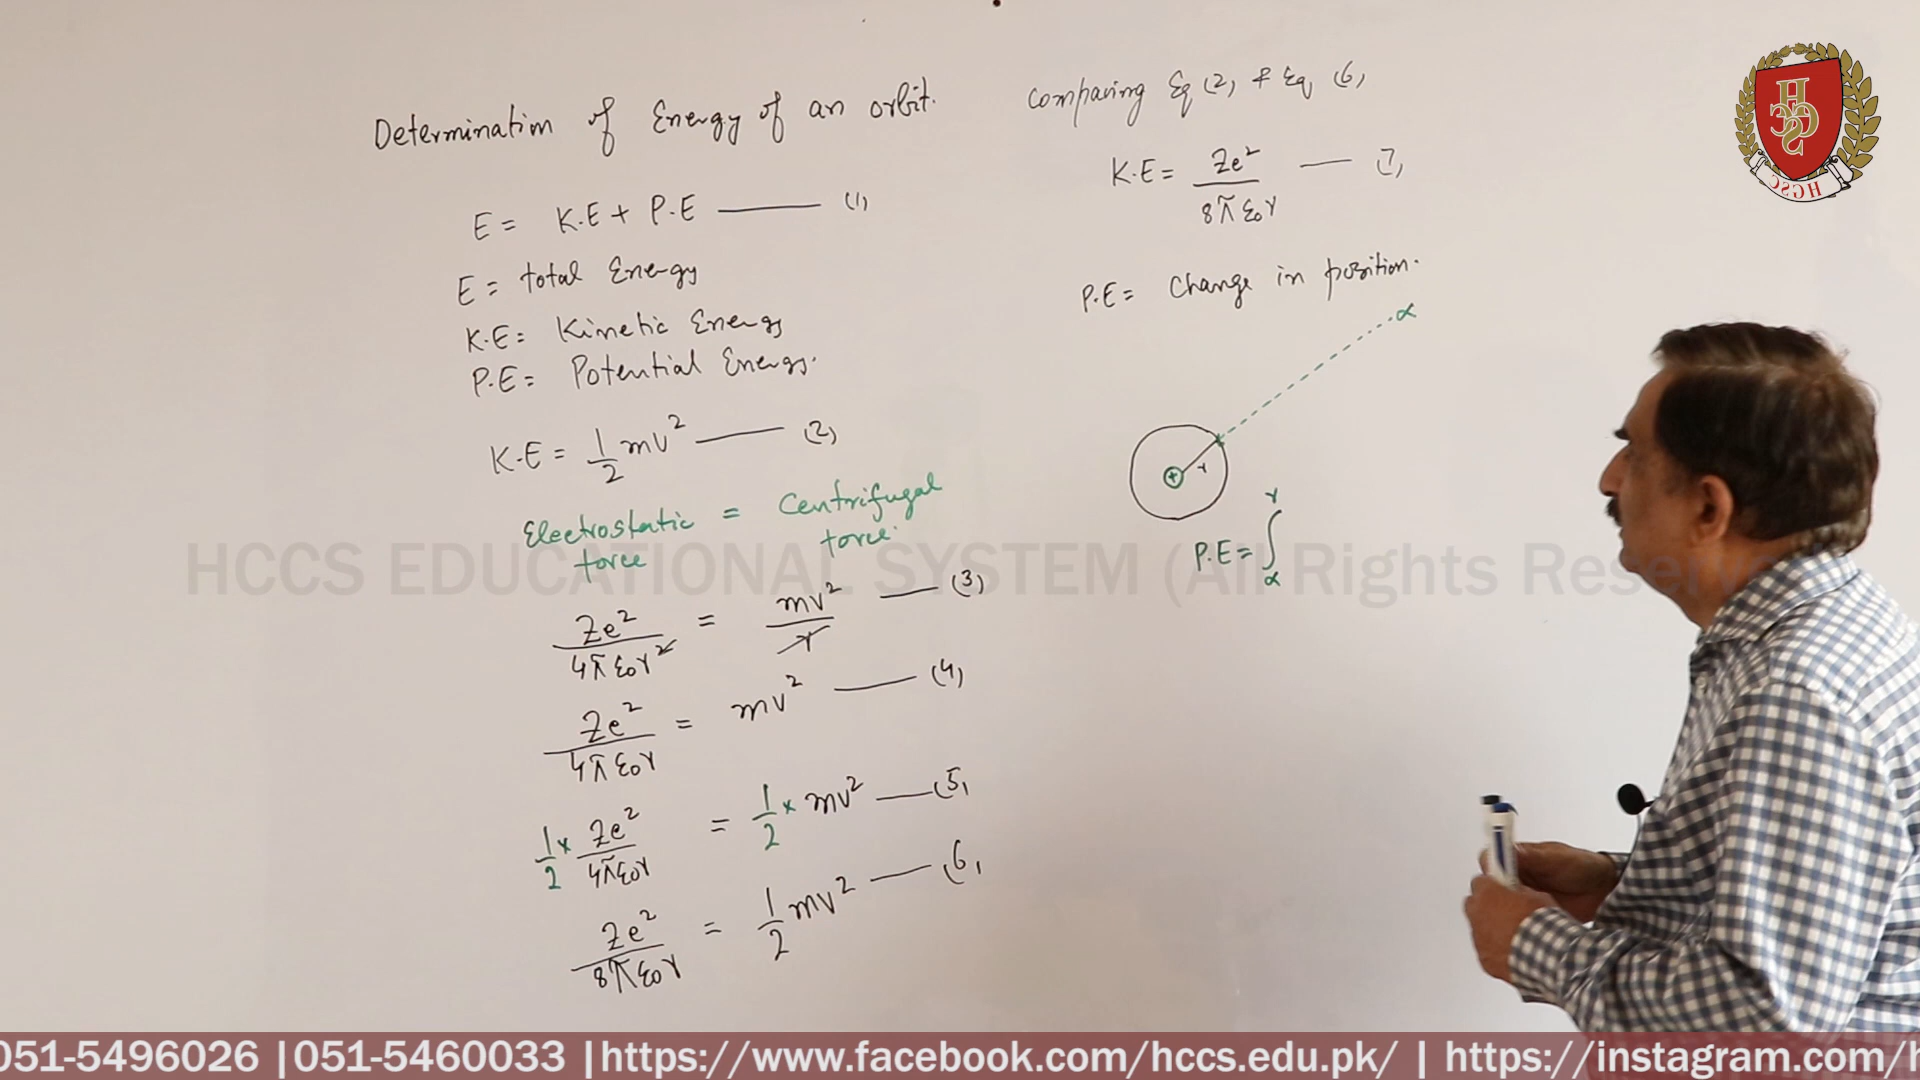 Determination of Energy of an orbit.
E = K.E + P.E —— (1)
E = total Energy
K.E = Kinetic Energy
P.E = Potential Energy.
K.E = 1/2 mv² —— (2)
Electrostatic force = Centrifugal force.
Ze²/4πε₀r² = mv²/r —— (3)
Ze²/4πε₀r = mv² —— (4)
1/2 × Ze²/4πε₀r = 1/2 × mv² —— (5)
Ze²/8πε₀r = 1/2 mv² —— (6)
Comparing Eq (2) & Eq (6)
K.E = Ze²/8πε₀r —— (7)
P.E = Change in position.
α
+ r
P.E = ∫
r
α
HCCS EDUCATIONAL SYSTEM (All Rights Reserve
HCSC
HGSC
051-5496026 |051-5460033 |https://www.facebook.com/hccs.edu.pk/ | https://instagram.com/h